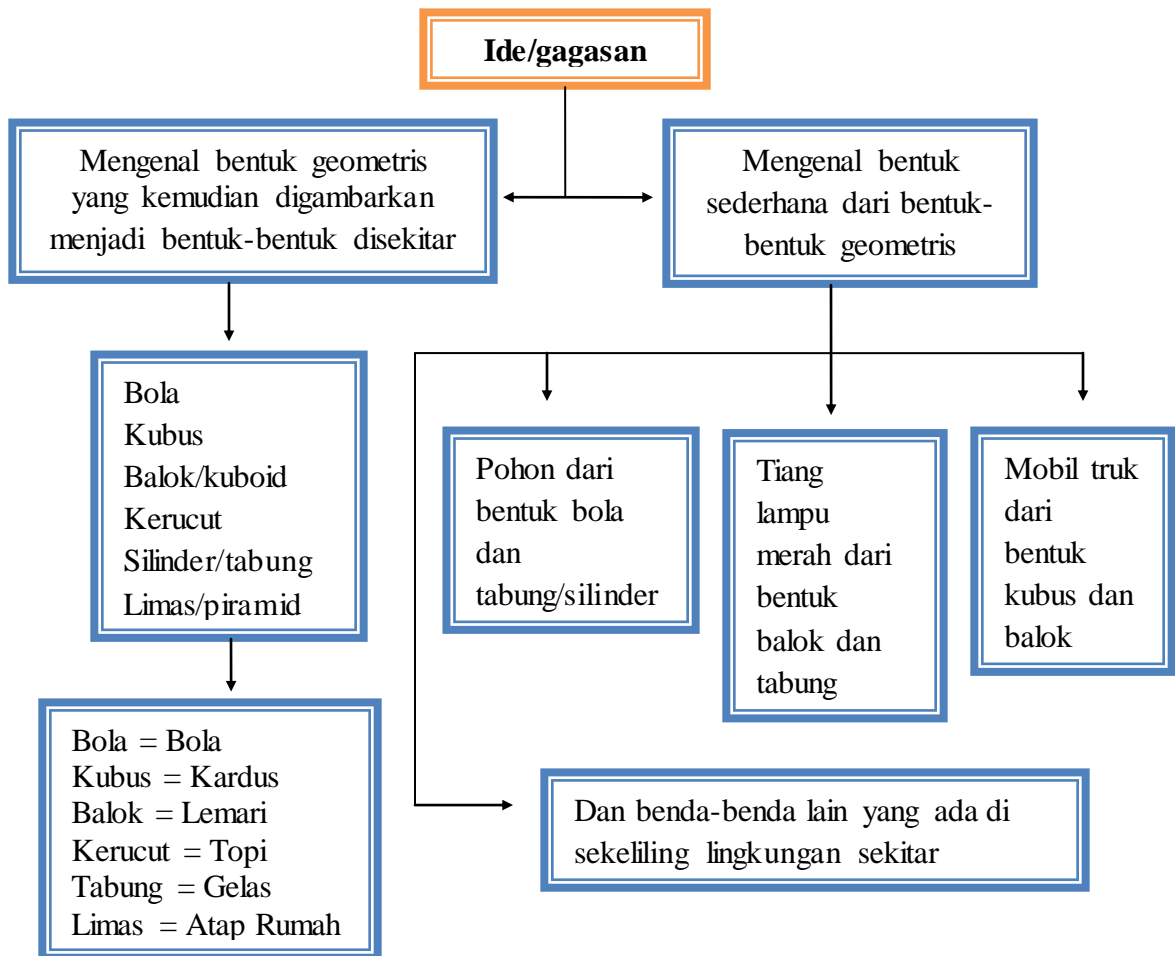 Ide/gagasan
Mengenal bentuk geometris
yang kemudian digambarkan
menjadi bentuk-bentuk disekitar
Mengenal bentuk
sederhana dari bentuk-
bentuk geometris
Bola
Kubus
Balok/kuboid
Kerucut
Silinder/tabung
Limas/piramid
Pohon dari
bentuk bola
dan
tabung/silinder
Tiang
lampu
merah dari
bentuk
balok dan
tabung
Mobil truk
dari
bentuk
kubus dan
balok
Bola = Bola
Kubus = Kardus
Balok = Lemari
Kerucut = Topi
Tabung = Gelas
Limas = Atap Rumah
Dan benda-benda lain yang ada di
sekeliling lingkungan sekitar